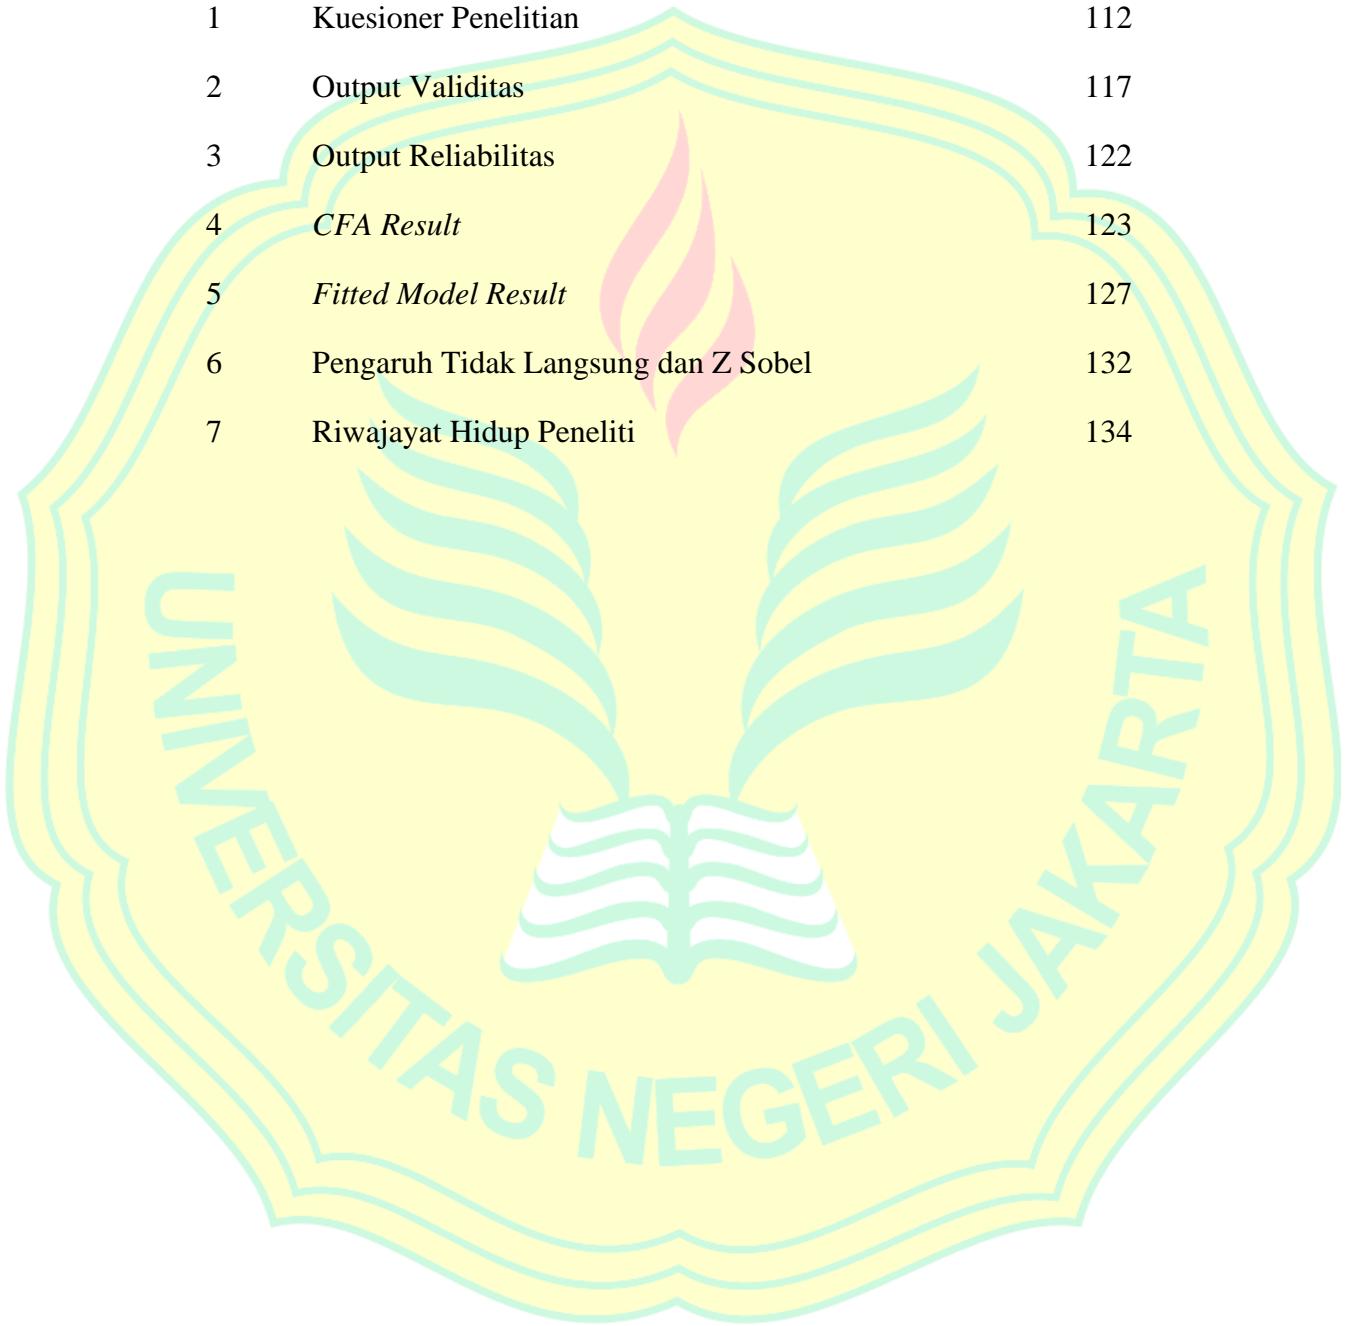 1 Kuesioner Penelitian 112
2 Output Validitas 117
3 Output Reliabilitas 122
4 CFA Result 123
5 Fitted Model Result 127
6 Pengaruh Tidak Langsung dan Z Sobel 132
7 Riwajayat Hidup Peneliti 134
UNIVERSITAS NEGERI JAKARTA